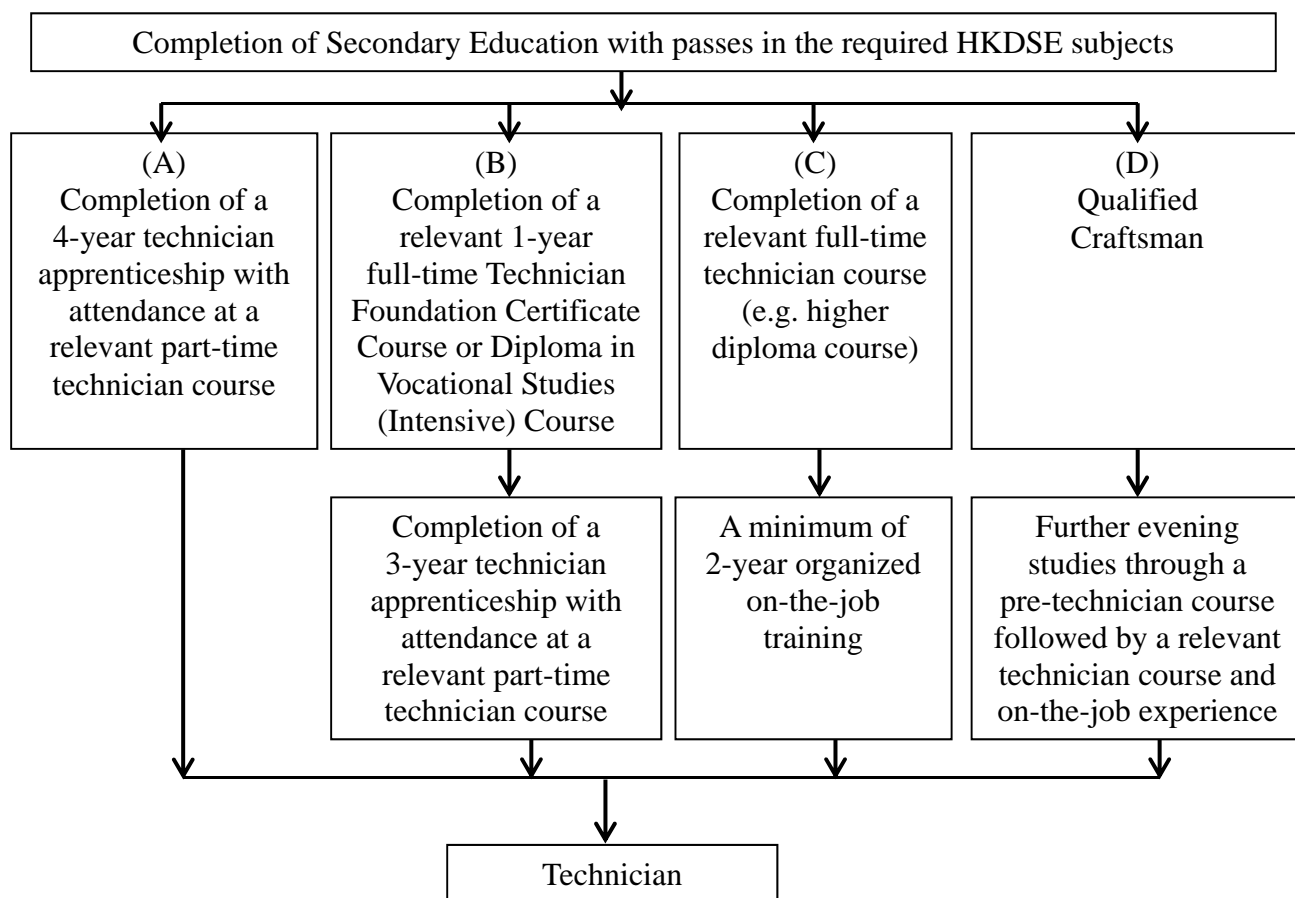 Completion of Secondary Education with passes in the required HKDSE subjects
(A)
Completion of a
4-year technician
apprenticeship with
attendance at a
relevant part-time
technician course
(B)
Completion of a
relevant 1-year
full-time Technician
Foundation Certificate
Course or Diploma in
Vocational Studies
(Intensive) Course
(C)
Completion of a
relevant full-time
technician course
(e.g. higher
diploma course)
(D)
Qualified
Craftsman
Completion of a
3-year technician
apprenticeship with
attendance at a
relevant part-time
technician course
A minimum of
2-year organized
on-the-job
training
Further evening
studies through a
pre-technician course
followed by a relevant
technician course and
on-the-job experience
Technician